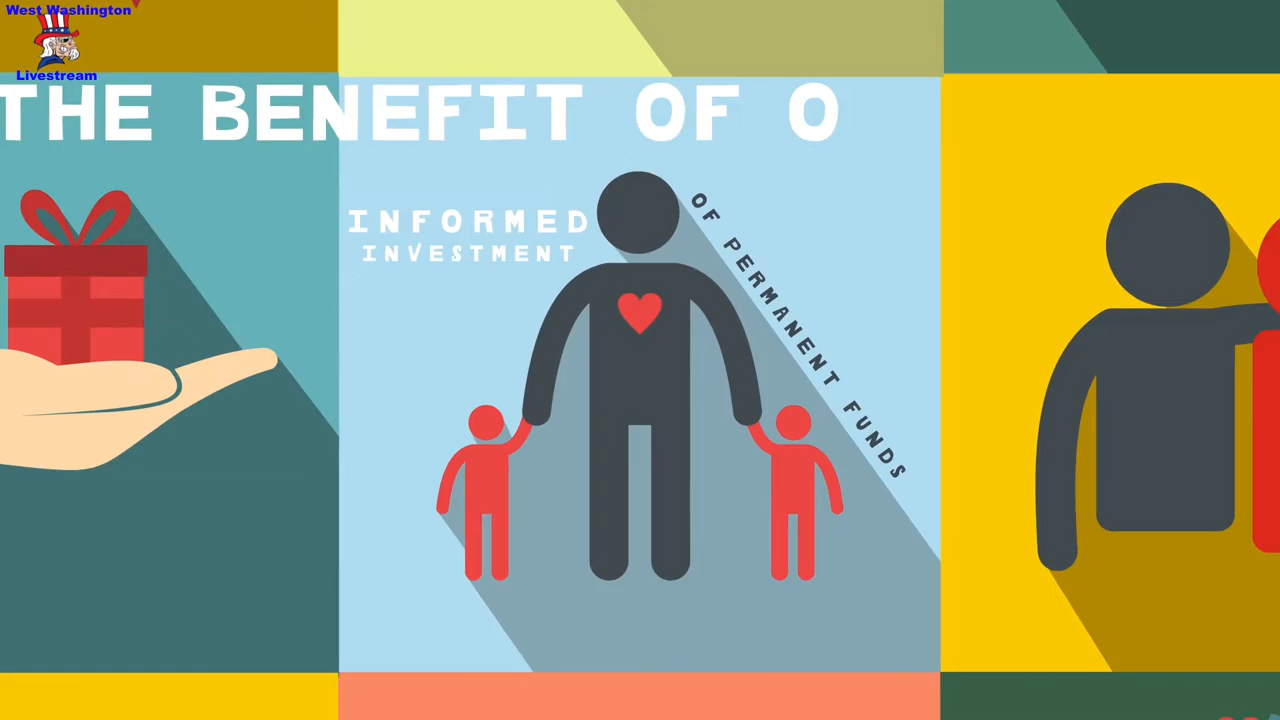 West Washington
Livestream
THE BENEFIT OF O
INFORMED
INVESTMENT
OF PERMANENT FUNDS